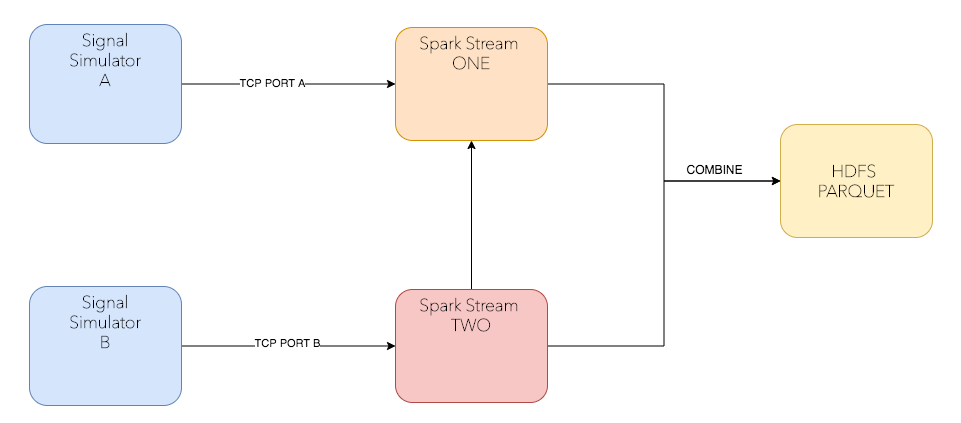 Signal
Simulator
A
TCP PORT A
Spark Stream
ONE
COMBINE
HDFS
PARQUET
Signal
Simulator
B
TCP PORT B
Spark Stream
TWO